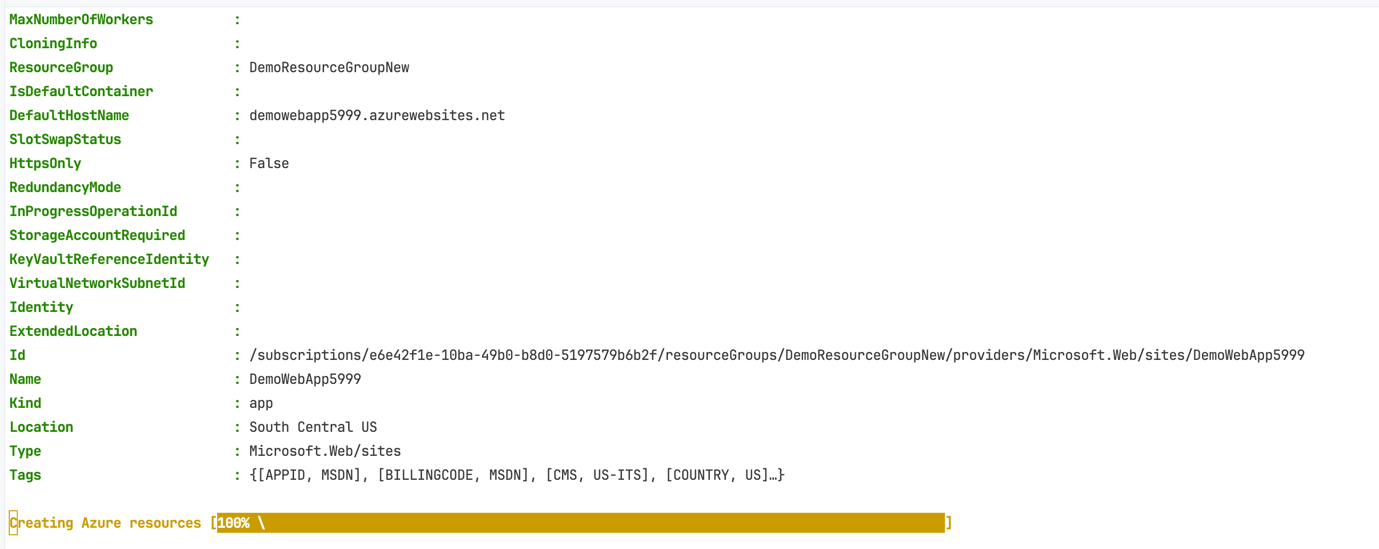 MaxNumberOfWorkers :
CloningInfo :
ResourceGroup : DemoResourceGroupNew
IsDefaultContainer :
DefaultHostName : demowebapp5999.azurewebsites.net
SlotSwapStatus :
HttpsOnly : False
RedundancyMode :
InProgressOperationId :
StorageAccountRequired :
KeyVaultReferenceIdentity :
VirtualNetworkSubnetId :
Identity :
ExtendedLocation :
Id : /subscriptions/e6e42f1e-10ba-49b0-b8d0-5197579b6b2f/resourceGroups/DemoResourceGroupNew/providers/Microsoft.Web/sites/DemoWebApp5999
Name : DemoWebApp5999
Kind : app
Location : South Central US
Type : Microsoft.Web/sites
Tags : {[APPID, MSDN], [BILLINGCODE, MSDN], [CMS, US-ITS], [COUNTRY, US]…}
Creating Azure resources [100% \ ]